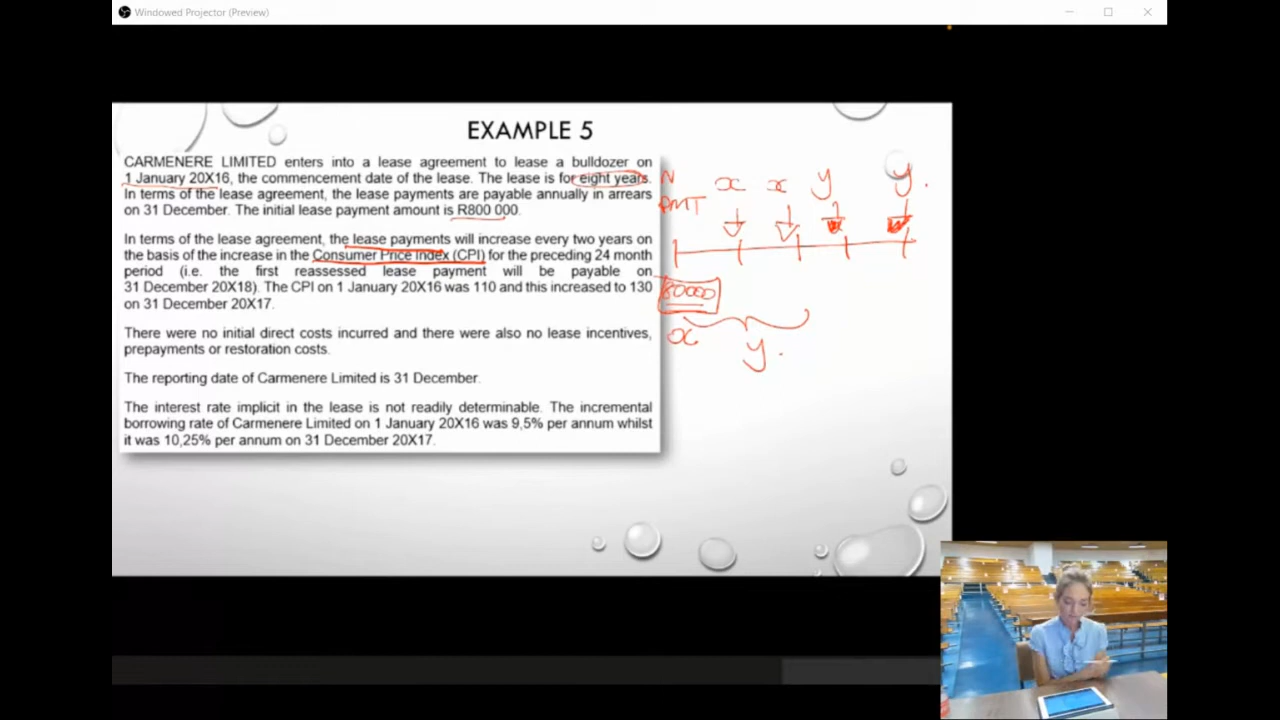 Windowed Projector (Preview)
EXAMPLE 5
CARMENERE LIMITED enters into a lease agreement to lease a bulldozer on
1 January 20X16, the commencement date of the lease. The lease is for eight years.
In terms of the lease agreement, the lease payments are payable annually in arrears
on 31 December. The initial lease payment amount is R800 000.
In terms of the lease agreement, the lease payments will increase every two years on
the basis of the increase in the Consumer Price Index (CPI) for the preceding 24 month
period (i.e. the first reassessed lease payment will be payable on
31 December 20X18). The CPI on 1 January 20X16 was 110 and this increased to 130
on 31 December 20X17.
There were no initial direct costs incurred and there were also no lease incentives,
prepayments or restoration costs.
The reporting date of Carmenere Limited is 31 December.
The interest rate implicit in the lease is not readily determinable. The incremental
borrowing rate of Carmenere Limited on 1 January 20X16 was 9,5% per annum whilst
it was 10,25% per annum on 31 December 20X17.
N
PMT
x x y y.
80000
x
y.